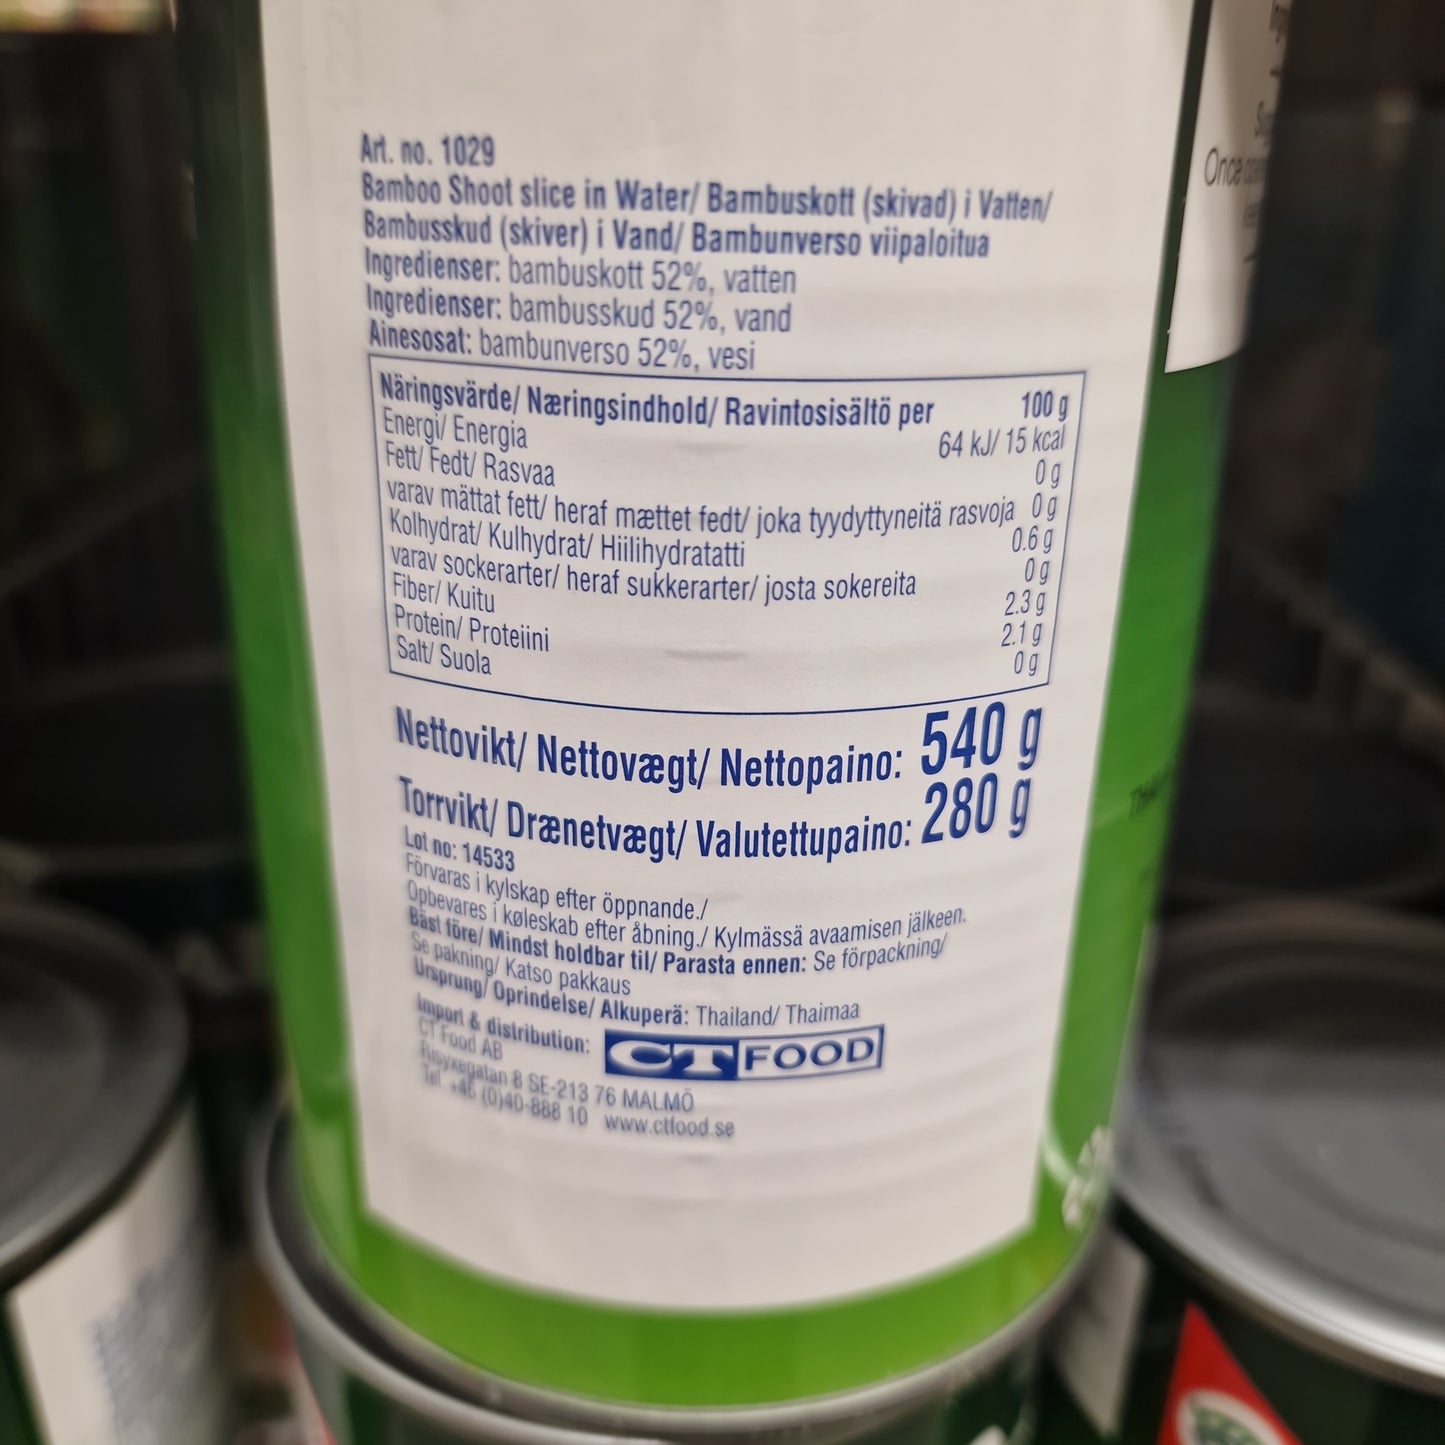 Art. no. 1029
Bamboo Shoot slice in Water/ Bambuskott (skivad) i Vatten/
Bambusskud (skiver) i Vand/ Bambunverso viipaloitua
Ingredienser: bambuskott 52%, vatten
Ingredienser: bambusskud 52%, vand
Ainesosat: bambunverso 52%, vesi
Näringsvärde/ Næringsindhold/ Ravintosisältö per 100 g
Energi/ Energia 64 kJ/ 15 kcal
Fett/ Fedt/ Rasvaa 0 g
varav mättat fett/ heraf mættet fedt/ joka tyydyttyneitä rasvoja 0 g
Kolhydrat/ Kulhydrat/ Hiilihydratatti 0.6 g
varav sockerarter/ heraf sukkerarter/ josta sokereita 0 g
Fiber/ Kuitu 2.3 g
Protein/ Proteiini 2.1 g
Salt/ Suola 0 g
Nettovikt/ Nettovægt/ Nettopaino: 540 g
Torrvikt/ Drænetvægt/ Valutettupaino: 280 g
Lot no: 14533
Förvaras i kylskap efter öppnande./
Opbevares i køleskab efter åbning./ Kylmässä avaamisen jälkeen.
Bäst före/ Mindst holdbar til/ Parasta ennen: Se förpackning/
Se pakning/ Katso pakkaus
Ursprung/ Oprindelse/ Alkuperä: Thailand/ Thaimaa
Import & distribution: CT FOOD
CT Food AB
8 SE-213 76 MALMÖ
Tel. +46 (0)40-888 10 www.ctfood.se
Once